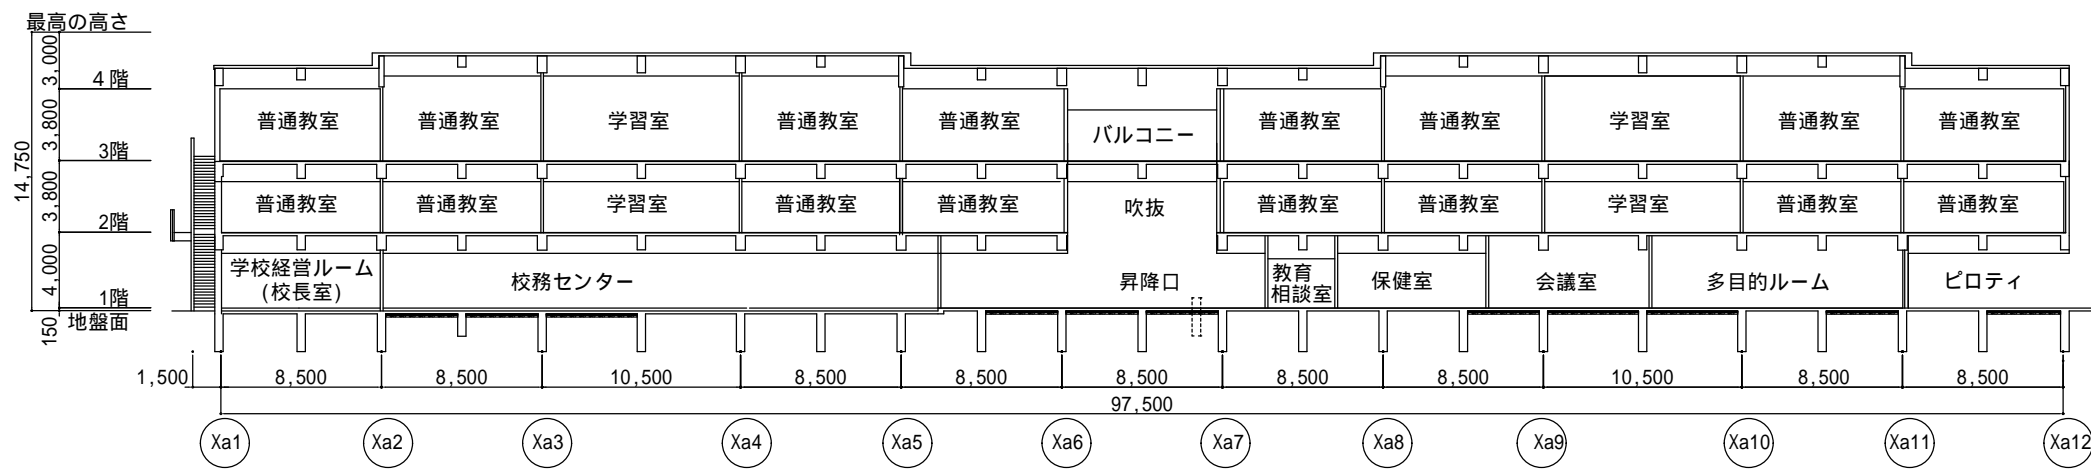 最高の高さ
3,000
4階
3,800
3階
14,750
3,800
2階
4,000
1階
地盤面
150
普通教室 普通教室 学習室 普通教室 普通教室 バルコニー 普通教室 普通教室 学習室 普通教室 普通教室
普通教室 普通教室 学習室 普通教室 普通教室 吹抜 普通教室 普通教室 学習室 普通教室 普通教室
学校経営ルーム
(校長室)
校務センター
昇降口
教育
相談室
保健室
会議室
多目的ルーム
ピロティ
1,500 8,500 8,500 10,500 8,500 8,500 8,500 8,500 8,500 10,500 8,500 8,500
97,500
Xa1 Xa2 Xa3 Xa4 Xa5 Xa6 Xa7 Xa8 Xa9 Xa10 Xa11 Xa12